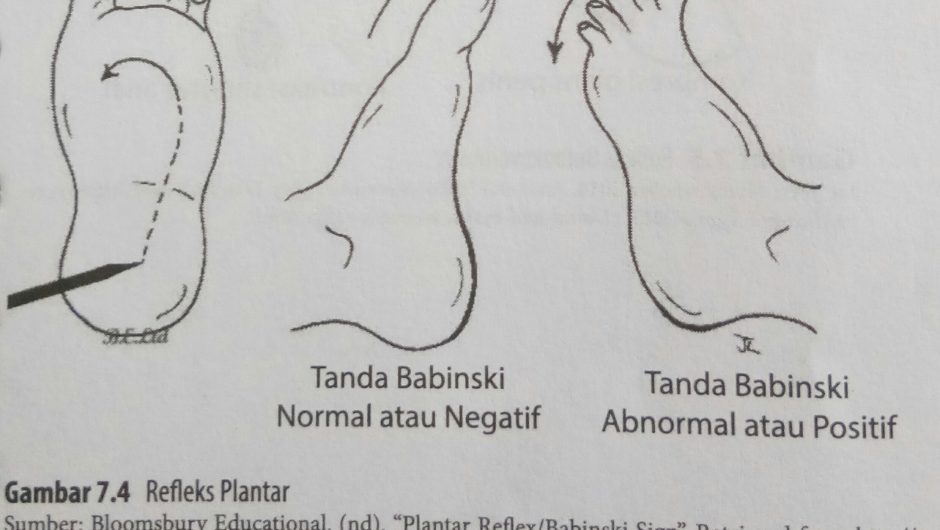 B.E.Ltd
Tanda Babinski
Normal atau Negatif
Tanda Babinski
Abnormal atau Positif
Gambar 7.4 Refleks Plantar
Sumber: Bloomsbury Educational. (nd). "Plantar Reflex/Babinski Sign".